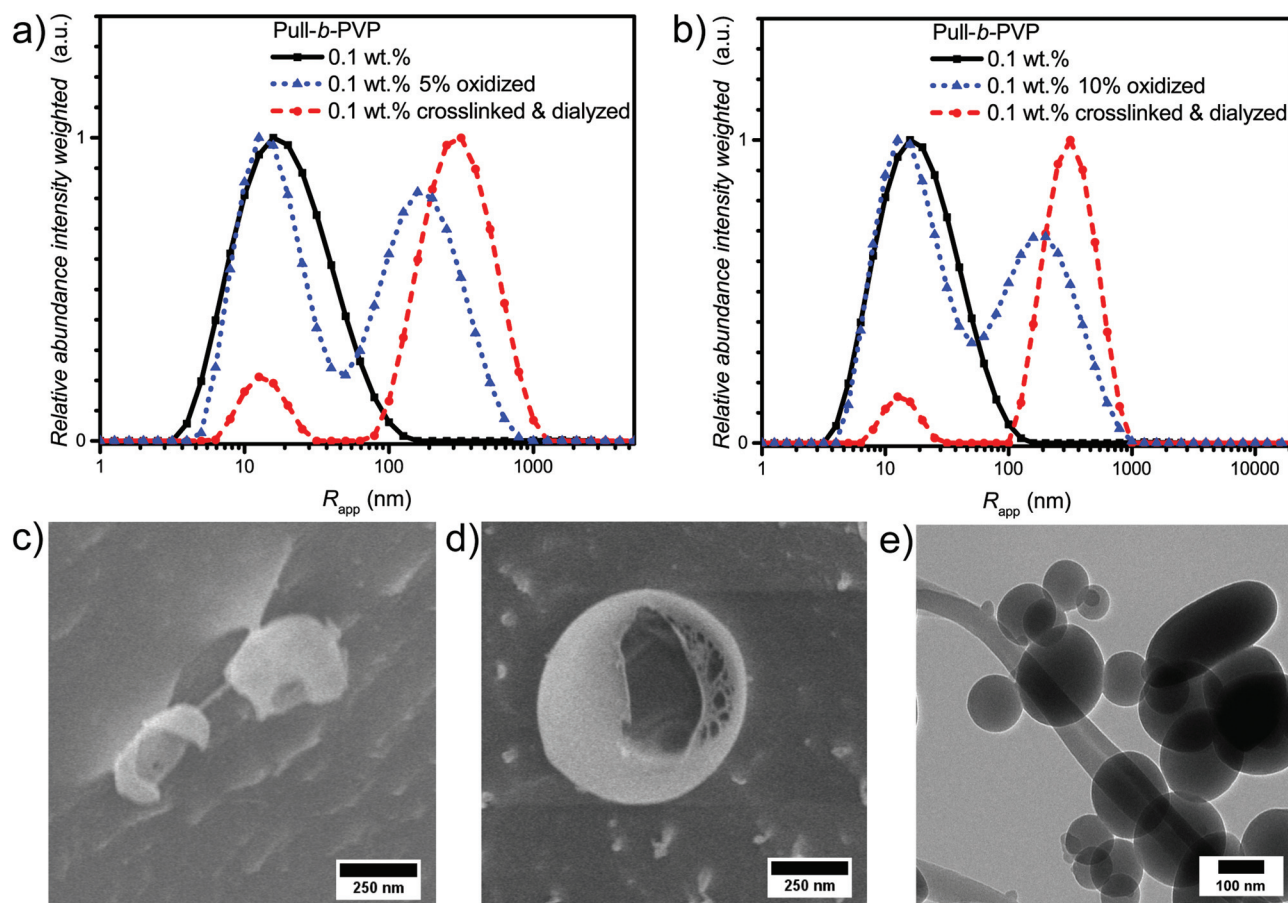 a)
Pull-b-PVP
0.1 wt.%
0.1 wt.% 5% oxidized
0.1 wt.% crosslinked & dialyzed
Relative abundance intensity weighted (a.u.)
1
0
1
10
100
1000
Rapp (nm)
b)
Pull-b-PVP
0.1 wt.%
0.1 wt.% 10% oxidized
0.1 wt.% crosslinked & dialyzed
Relative abundance intensity weighted (a.u.)
1
0
1
10
100
1000
10000
Rapp (nm)
c)
250 nm
d)
250 nm
e)
100 nm